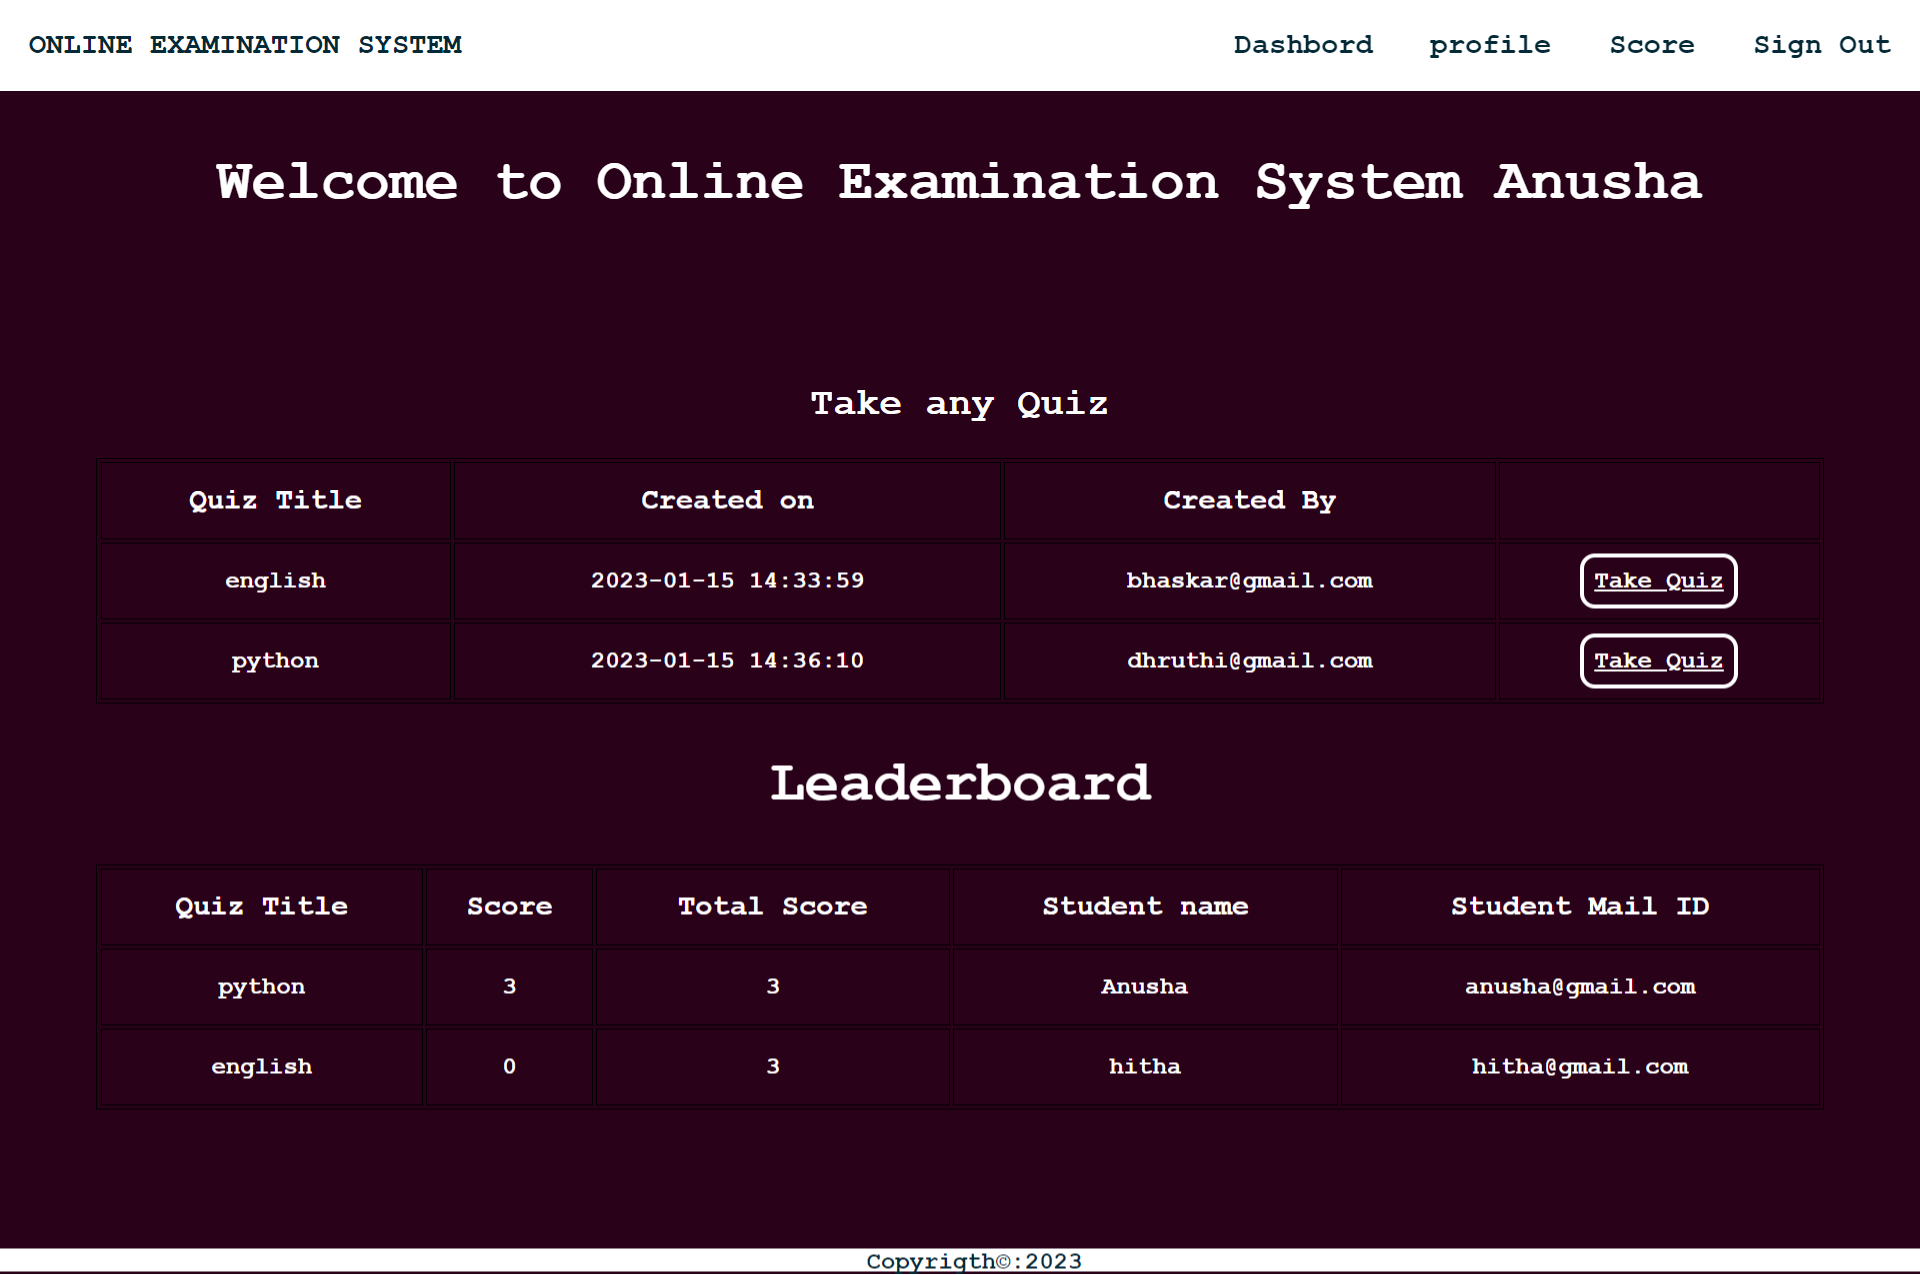 ONLINE EXAMINATION SYSTEM Dashbord profile Score Sign Out
Welcome to Online Examination System Anusha
Take any Quiz
Quiz Title Created on Created By
english 2023-01-15 14:33:59 bhaskar@gmail.com Take Quiz
python 2023-01-15 14:36:10 dhruthi@gmail.com Take Quiz
Leaderboard
Quiz Title Score Total Score Student name Student Mail ID
python 3 3 Anusha anusha@gmail.com
english 0 3 hitha hitha@gmail.com
Copyrigth©:2023